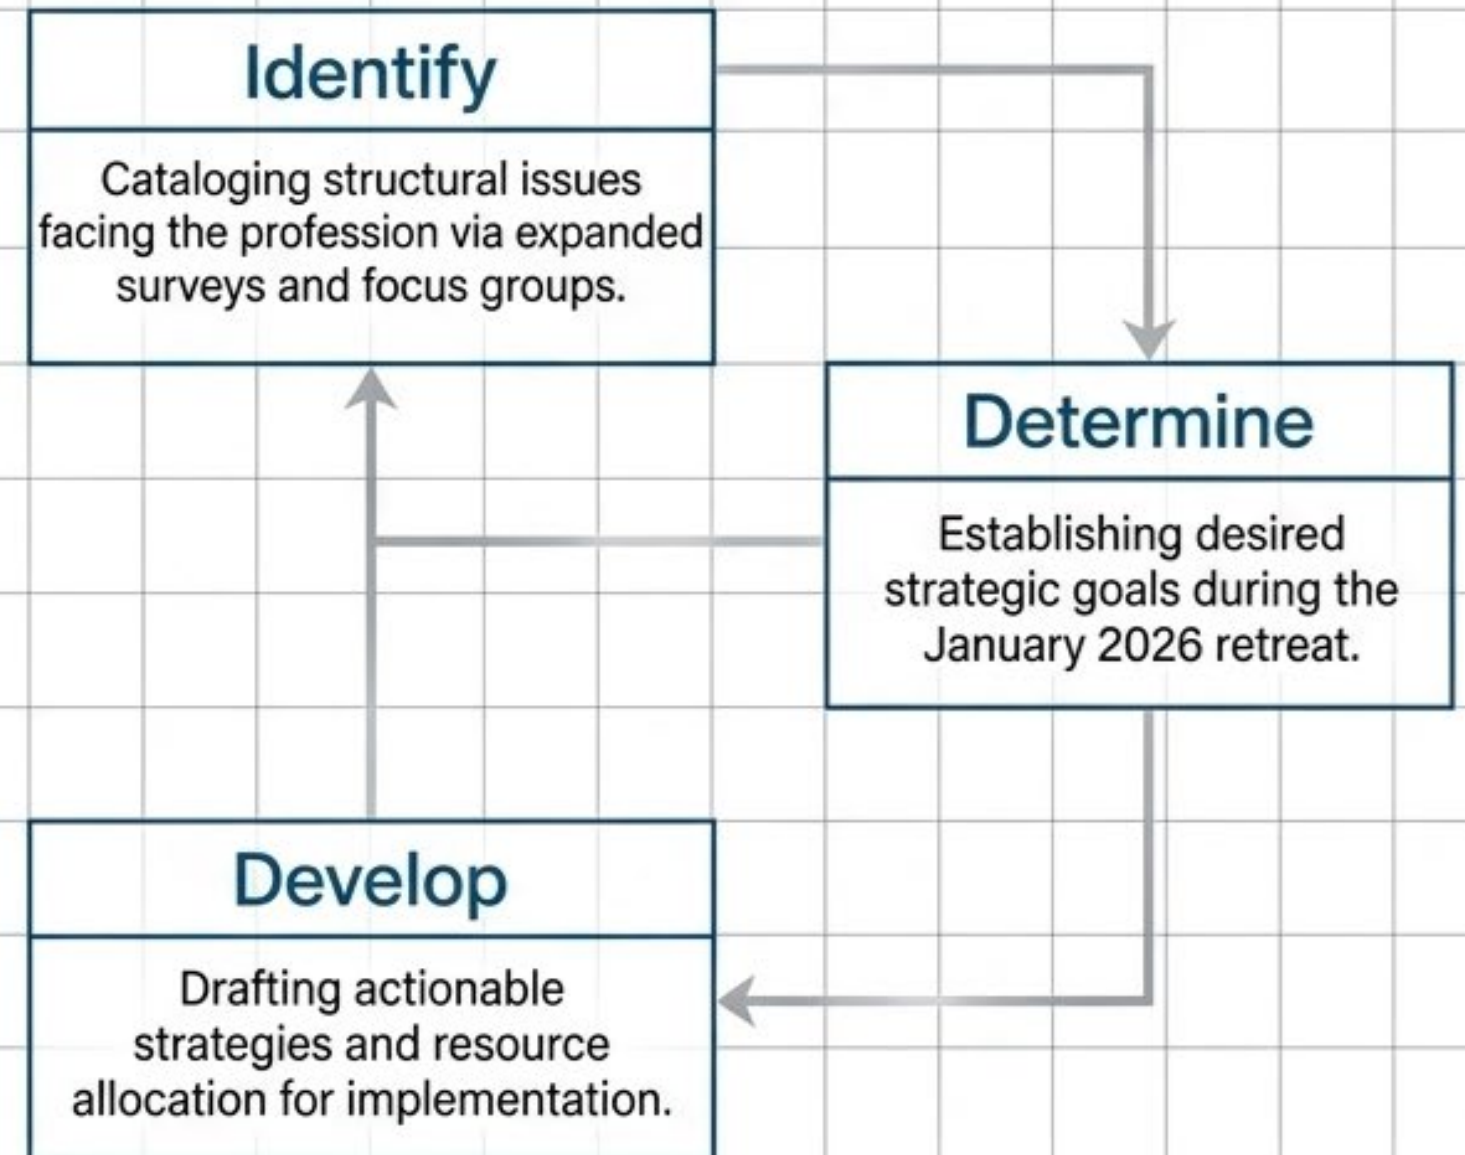 Identify
Cataloging structural issues
facing the profession via expanded
surveys and focus groups.
Determine
Establishing desired
strategic goals during the
January 2026 retreat.
Develop
Drafting actionable
strategies and resource
allocation for implementation.